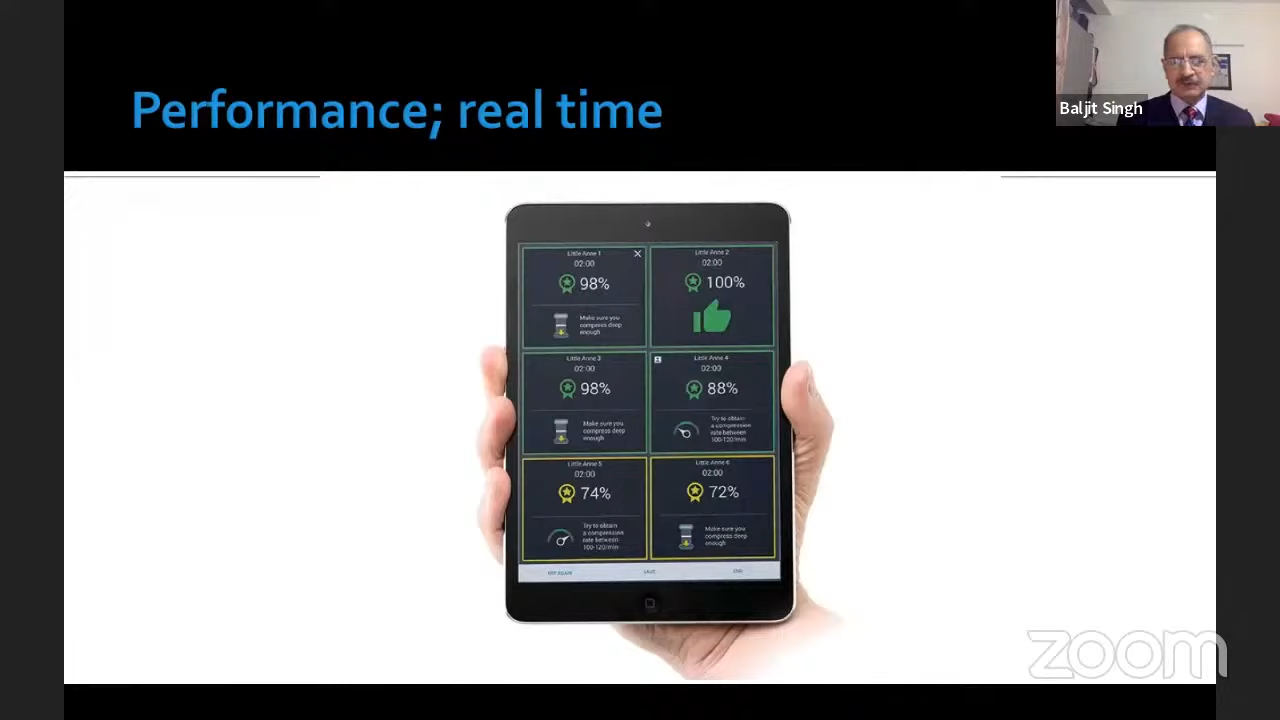 Performance; real time
Baljit Singh
Little Anne 1
02:00
98%
Make sure you
compress deep
enough
Little Anne 2
02:00
100%
Little Anne 3
02:00
98%
Make sure you
compress deep
enough
Little Anne 4
02:00
88%
Try to obtain
a compressive
rate between
100-120/min
Little Anne 5
02:00
74%
Try to obtain
a compressive
rate between
100-120/min
Little Anne 6
02:00
72%
Make sure you
compress deep
enough
zoom